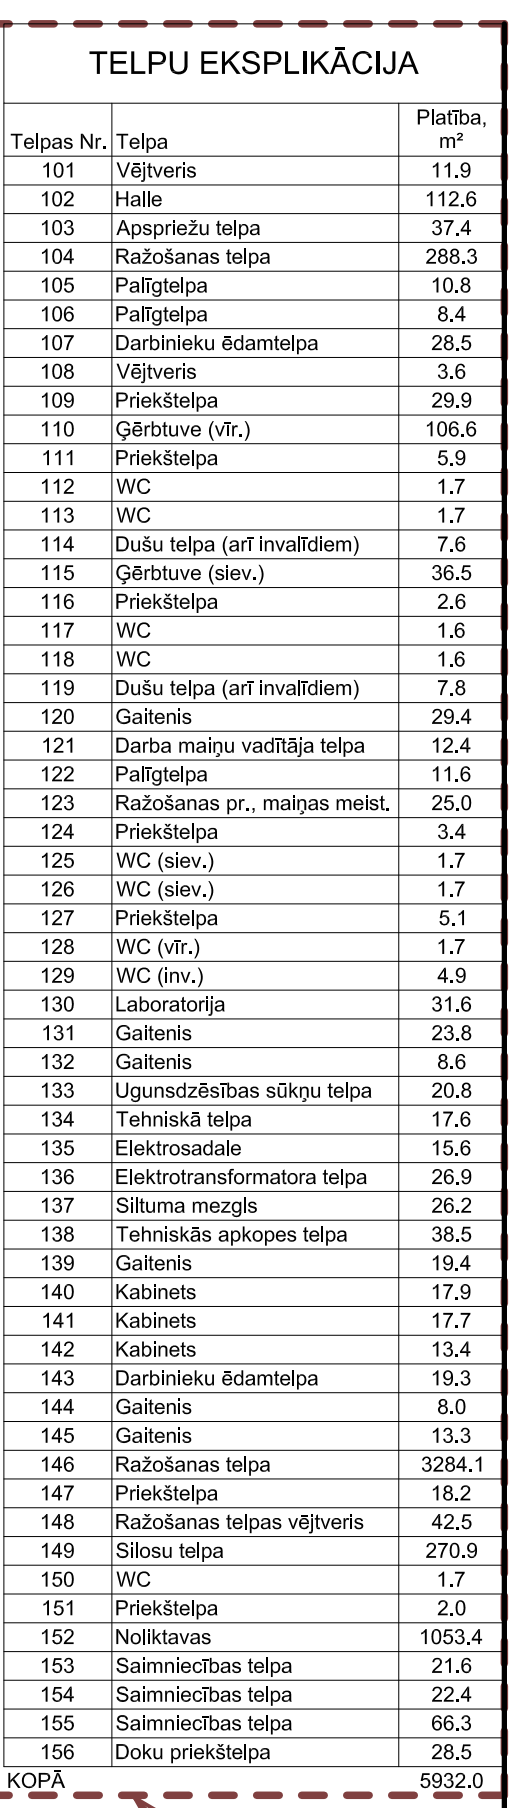 TELPU EKSPLIKĀCIJA
Telpas Nr. Telpa Platība, m²
101 Vējtveris 11.9
102 Halle 112.6
103 Apspriežu telpa 37.4
104 Ražošanas telpa 288.3
105 Palīgtelpa 10.8
106 Palīgtelpa 8.4
107 Darbinieku ēdamtelpa 28.5
108 Vējtveris 3.6
109 Priekštelpa 29.9
110 Ģērbtuve (vīr.) 106.6
111 Priekštelpa 5.9
112 WC 1.7
113 WC 1.7
114 Dušu telpa (arī invalīdiem) 7.6
115 Ģērbtuve (siev.) 36.5
116 Priekštelpa 2.6
117 WC 1.6
118 WC 1.6
119 Dušu telpa (arī invalīdiem) 7.8
120 Gaitenis 29.4
121 Darba maiņu vadītāja telpa 12.4
122 Palīgtelpa 11.6
123 Ražošanas pr., maiņas meist. 25.0
124 Priekštelpa 3.4
125 WC (siev.) 1.7
126 WC (siev.) 1.7
127 Priekštelpa 5.1
128 WC (vīr.) 1.7
129 WC (inv.) 4.9
130 Laboratorija 31.6
131 Gaitenis 23.8
132 Gaitenis 8.6
133 Ugunsdzēsības sūkņu telpa 20.8
134 Tehniskā telpa 17.6
135 Elektrosadale 15.6
136 Elektrotransformatora telpa 26.9
137 Siltuma mezgls 26.2
138 Tehniskās apkopes telpa 38.5
139 Gaitenis 19.4
140 Kabinets 17.9
141 Kabinets 17.7
142 Kabinets 13.4
143 Darbinieku ēdamtelpa 19.3
144 Gaitenis 8.0
145 Gaitenis 13.3
146 Ražošanas telpa 3284.1
147 Priekštelpa 18.2
148 Ražošanas telpas vējtveris 42.5
149 Silosu telpa 270.9
150 WC 1.7
151 Priekštelpa 2.0
152 Noliktavas 1053.4
153 Saimniecības telpa 21.6
154 Saimniecības telpa 22.4
155 Saimniecības telpa 66.3
156 Doku priekštelpa 28.5
KOPĀ 5932.0